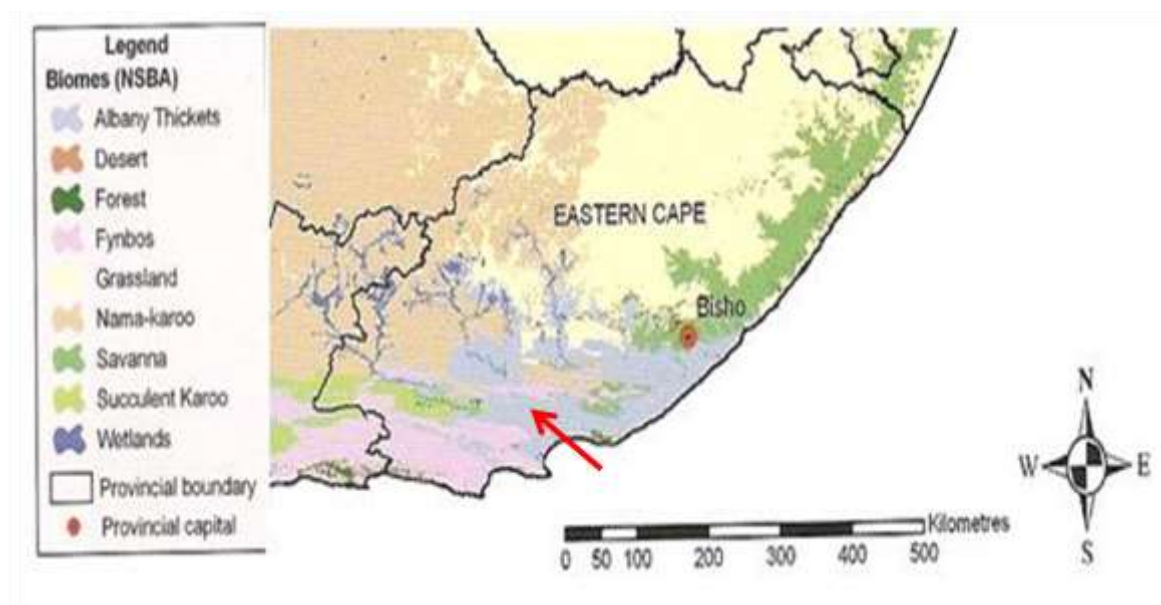 Legend
Biomes (NSBA)
Albany Thickets
Desert
Forest
Fynbos
Grassland
Nama-karoo
Savanna
Succulent Karoo
Wetlands
Provincial boundary
Provincial capital
EASTERN CAPE
Bisho
N
W E
S
Kilometres
0 50 100 200 300 400 500